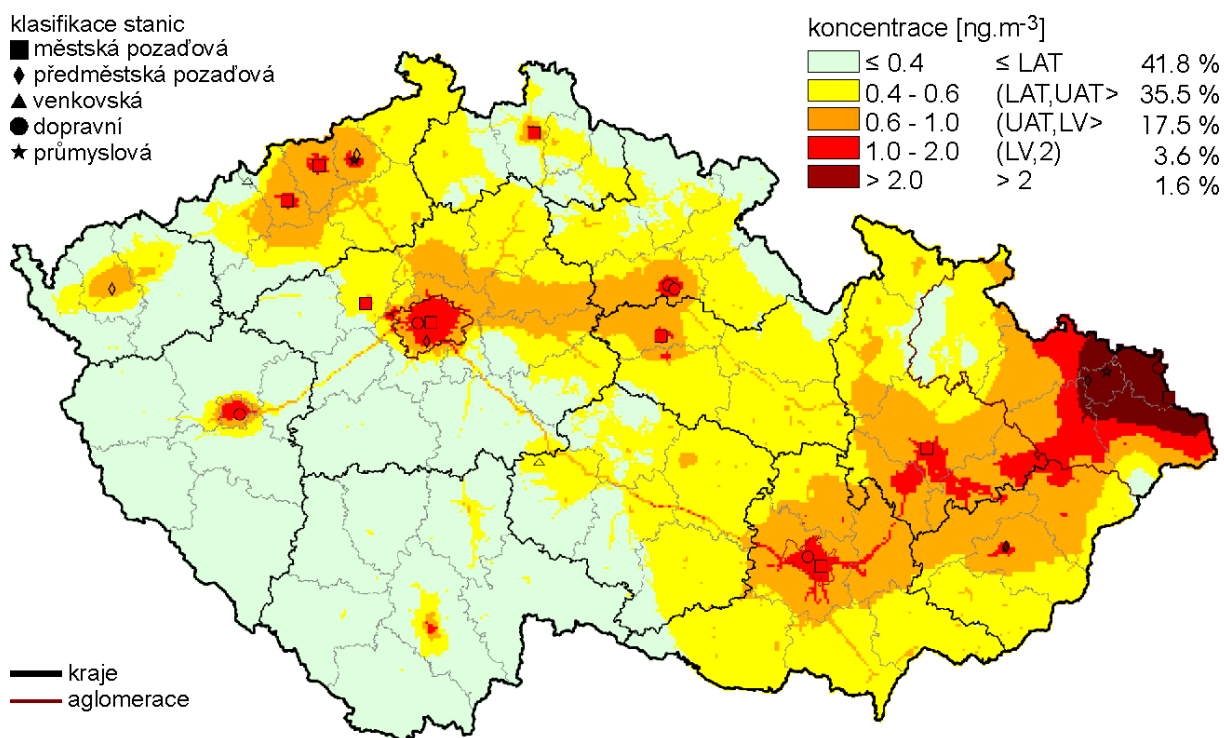 klasifikace stanic
městská pozaďová
předměstská pozaďová
venkovská
dopravní
průmyslová
koncentrace [ng.m-3]
≤ 0.4 ≤ LAT 41.8 %
0.4 - 0.6 (LAT,UAT> 35.5 %
0.6 - 1.0 (UAT,LV> 17.5 %
1.0 - 2.0 (LV,2) 3.6 %
> 2.0 > 2 1.6 %
kraje
aglomerace